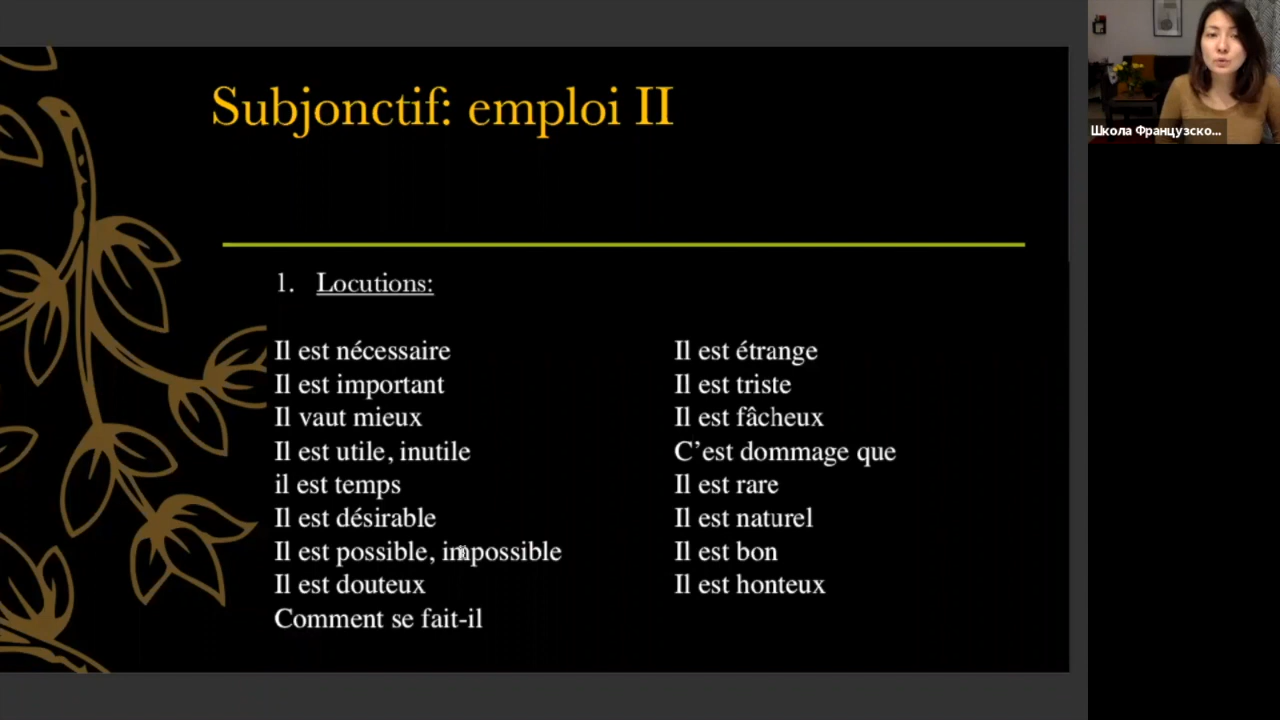 Subjonctif: emploi II
1. Locutions:
Il est nécessaire
Il est important
Il vaut mieux
Il est utile, inutile
il est temps
Il est désirable
Il est possible, impossible
Il est douteux
Comment se fait-il
Il est étrange
Il est triste
Il est fâcheux
C’est dommage que
Il est rare
Il est naturel
Il est bon
Il est honteux
Школа Французско...